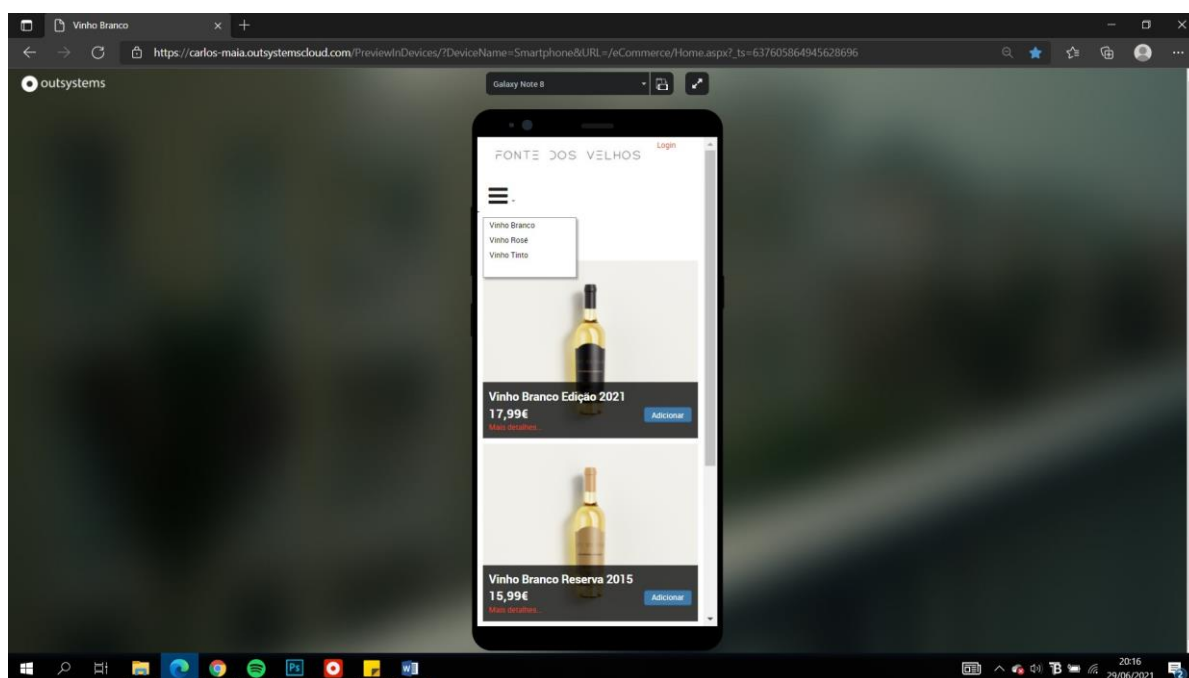 Vinho Branco
https://carlos-maia.outsystemscloud.com/PreviewInDevices/?DeviceName=Smartphone&URL=/eCommerce/Home.aspx?_ts=637605864945628696
outsystems
Galaxy Note 8
FONTE DOS VELHOS
Login
Vinho Branco
Vinho Rosé
Vinho Tinto
Vinho Branco Edição 2021
17,99€
Adicionar
Mais detalhes...
Vinho Branco Reserva 2015
15,99€
Adicionar
Mais detalhes...
Ps
W
20:16
29/06/2021
2